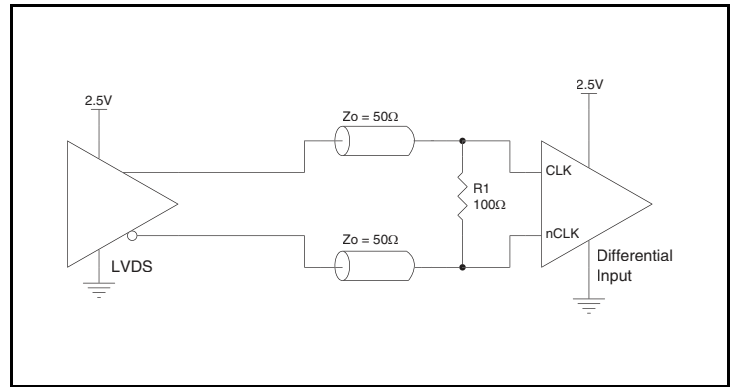 2.5V
2.5V
Zo = 50Ω
CLK
R1
100Ω
nCLK
Zo = 50Ω
LVDS
Differential
Input